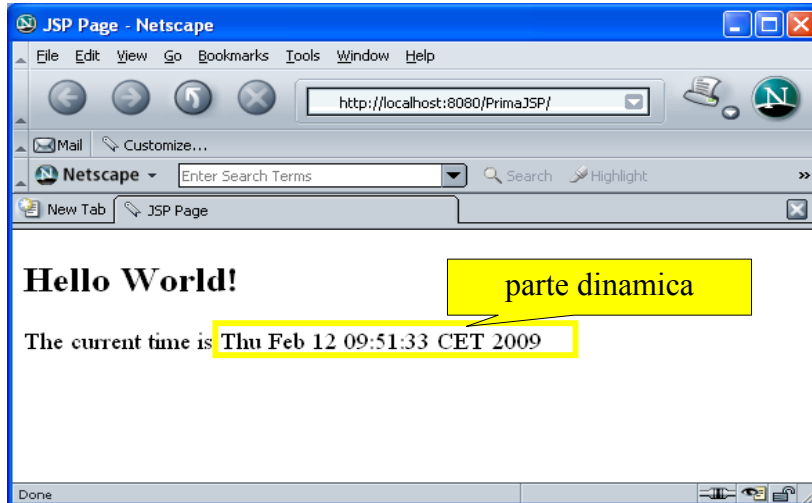 JSP Page - Netscape
File Edit View Go Bookmarks Tools Window Help
http://localhost:8080/PrimaJSP/
N
Mail Customize...
N Netscape Enter Search Terms Search Highlight »
New Tab JSP Page
Hello World!
parte dinamica
The current time is Thu Feb 12 09:51:33 CET 2009
Done